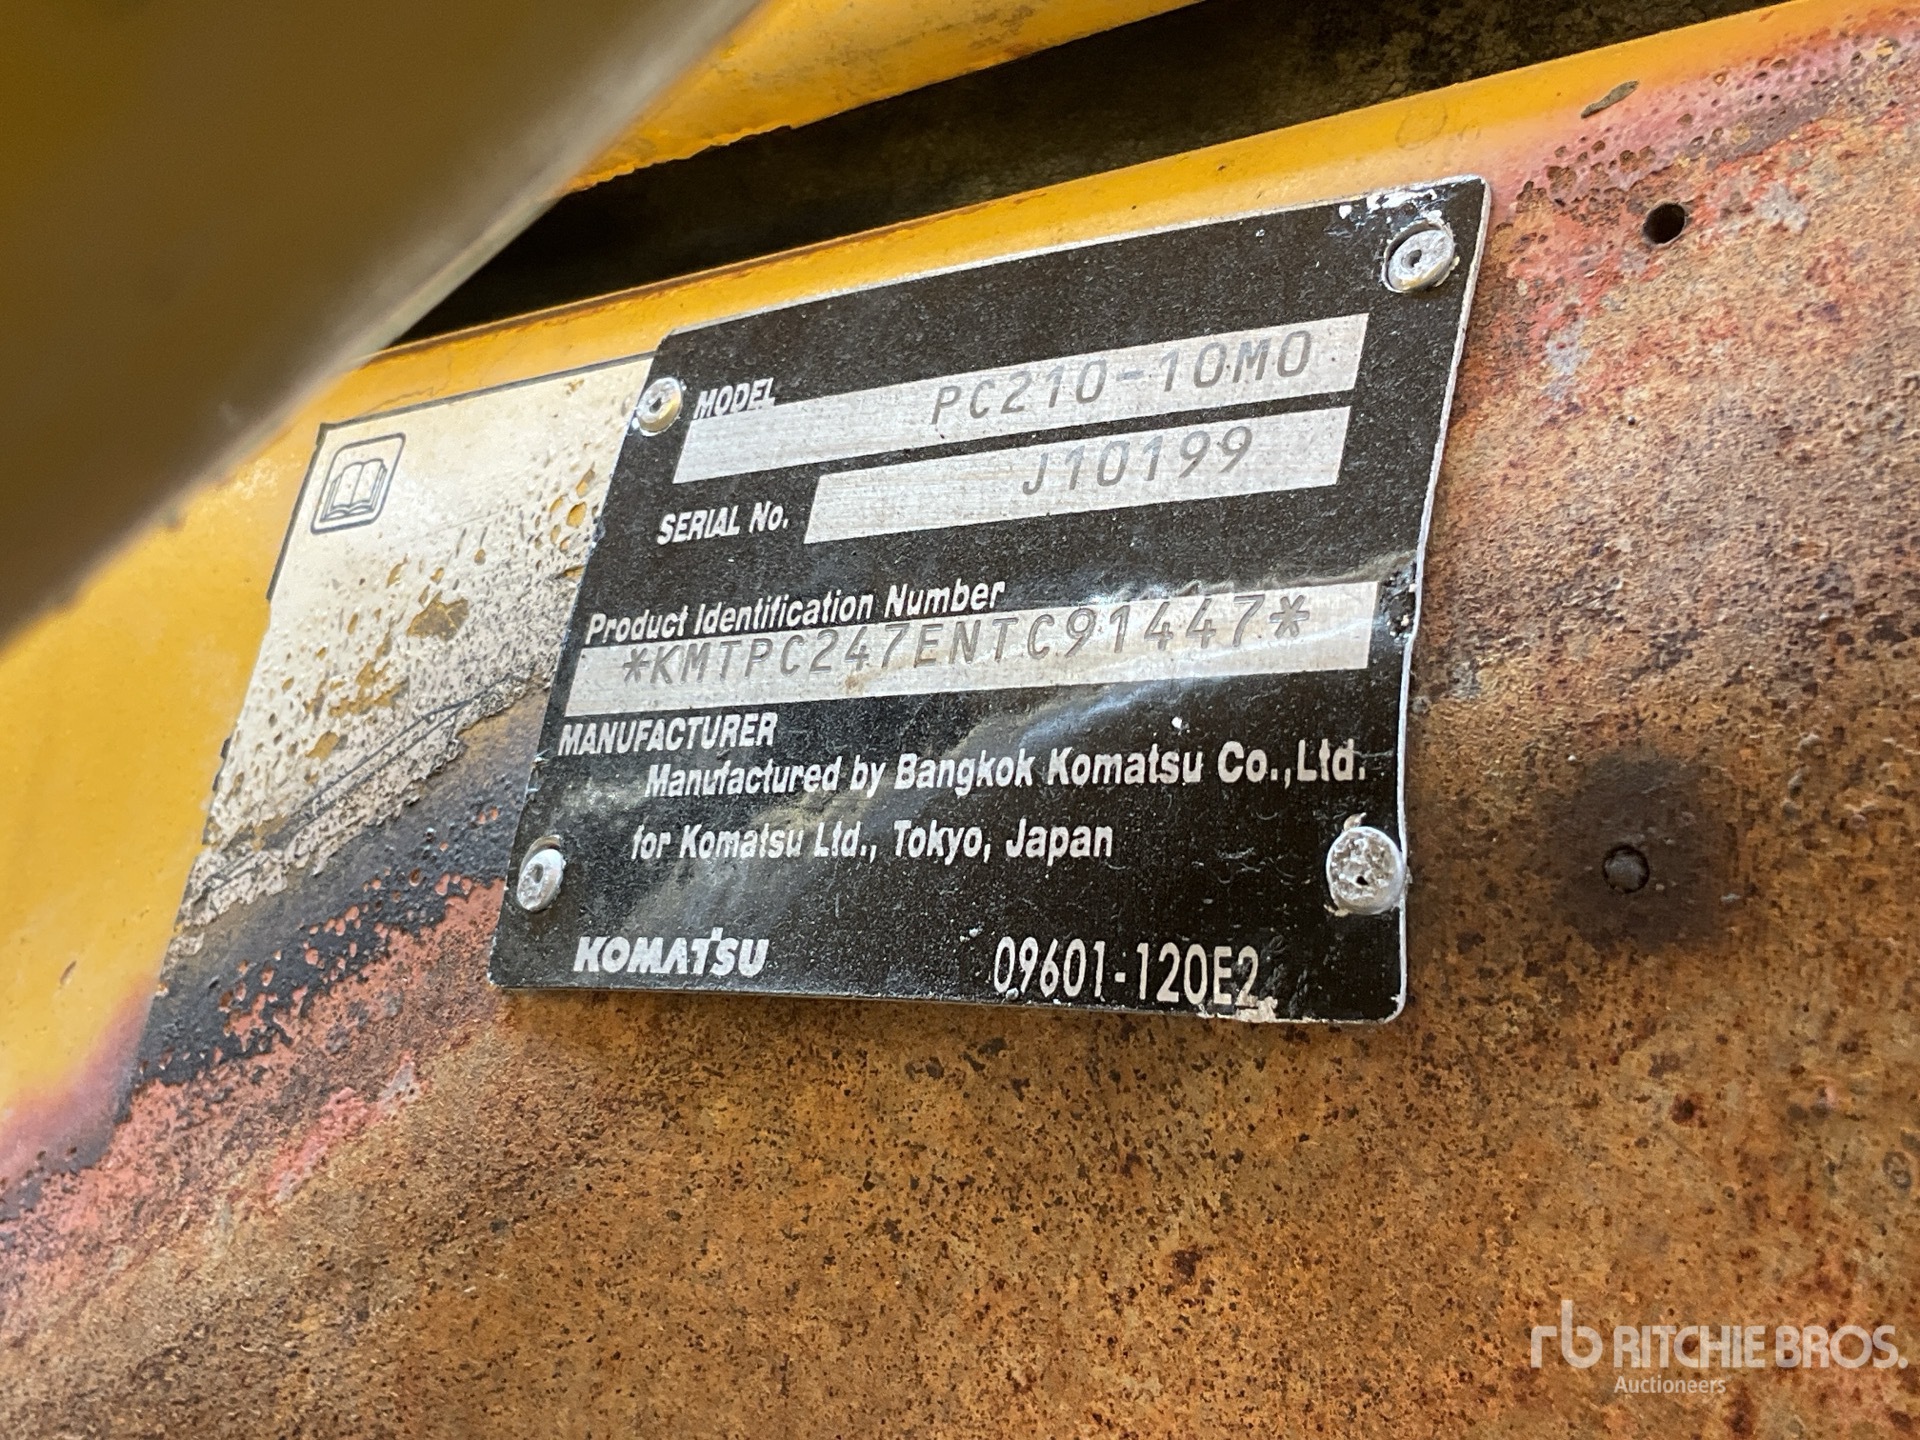 MODEL
PC210-10M0
SERIAL No.
J10199
Product Identification Number
*KMTPC247ENTC91447*
MANUFACTURER
Manufactured by Bangkok Komatsu Co.,Ltd.
for Komatsu Ltd., Tokyo, Japan
KOMATSU
09601-120E2
rb RITCHIE BROS.
Auctioneers